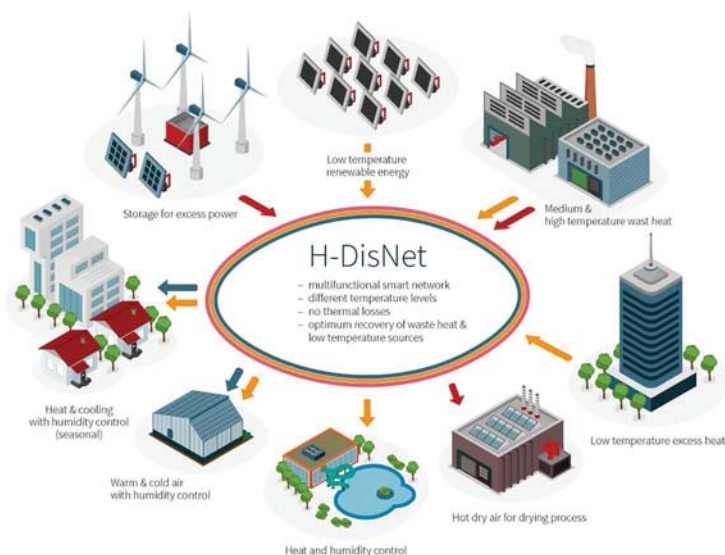 Low temperature
renewable energy
Storage for excess power
Medium &
high temperature wast heat
H-DisNet
– multifunctional smart network
– different temperature levels
– no thermal losses
– optimum recovery of waste heat &
low temperature sources
Heat & cooling
with humidity control
(seasonal)
Low temperature excess heat
Warm & cold air
with humidity control
Hot dry air for drying process
Heat and humidity control